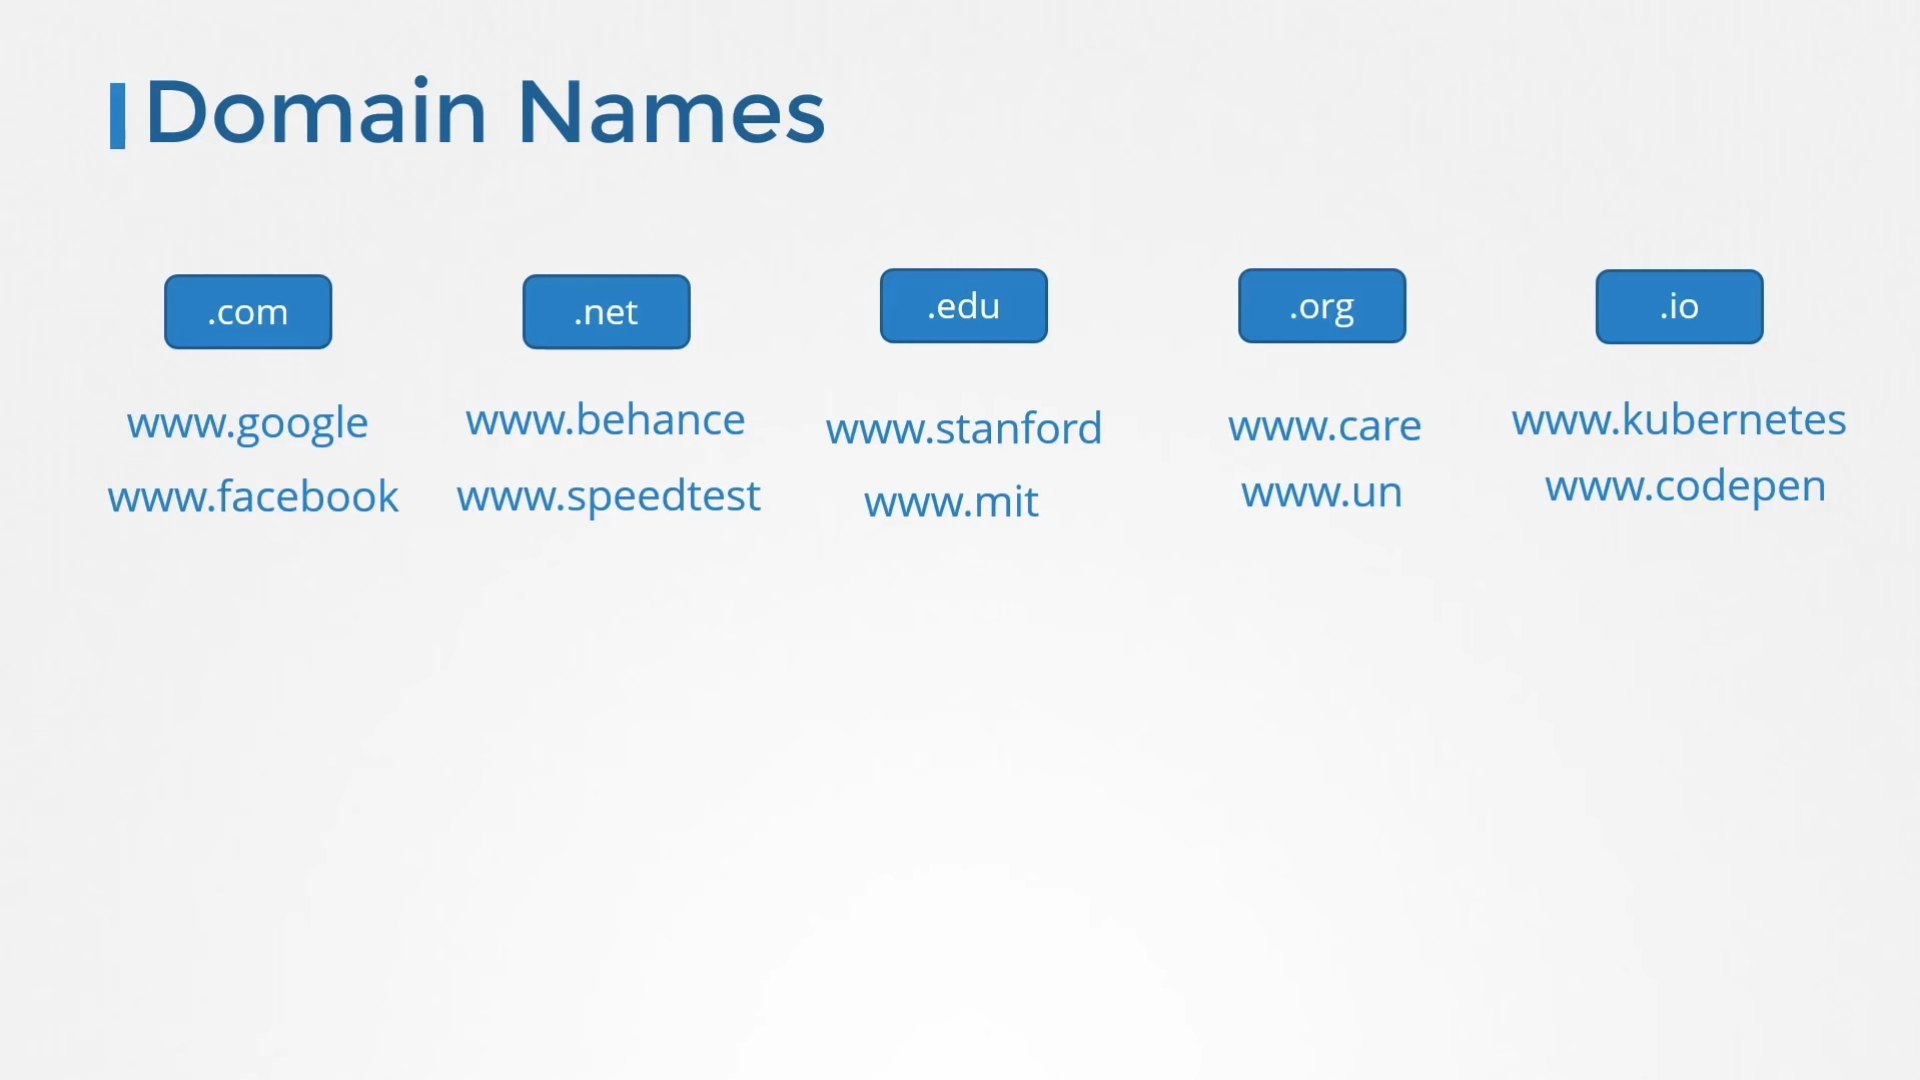 Domain Names
.com .net .edu .org .io
www.google www.behance www.stanford www.care www.kubernetes
www.facebook www.speedtest www.mit www.un www.codepen